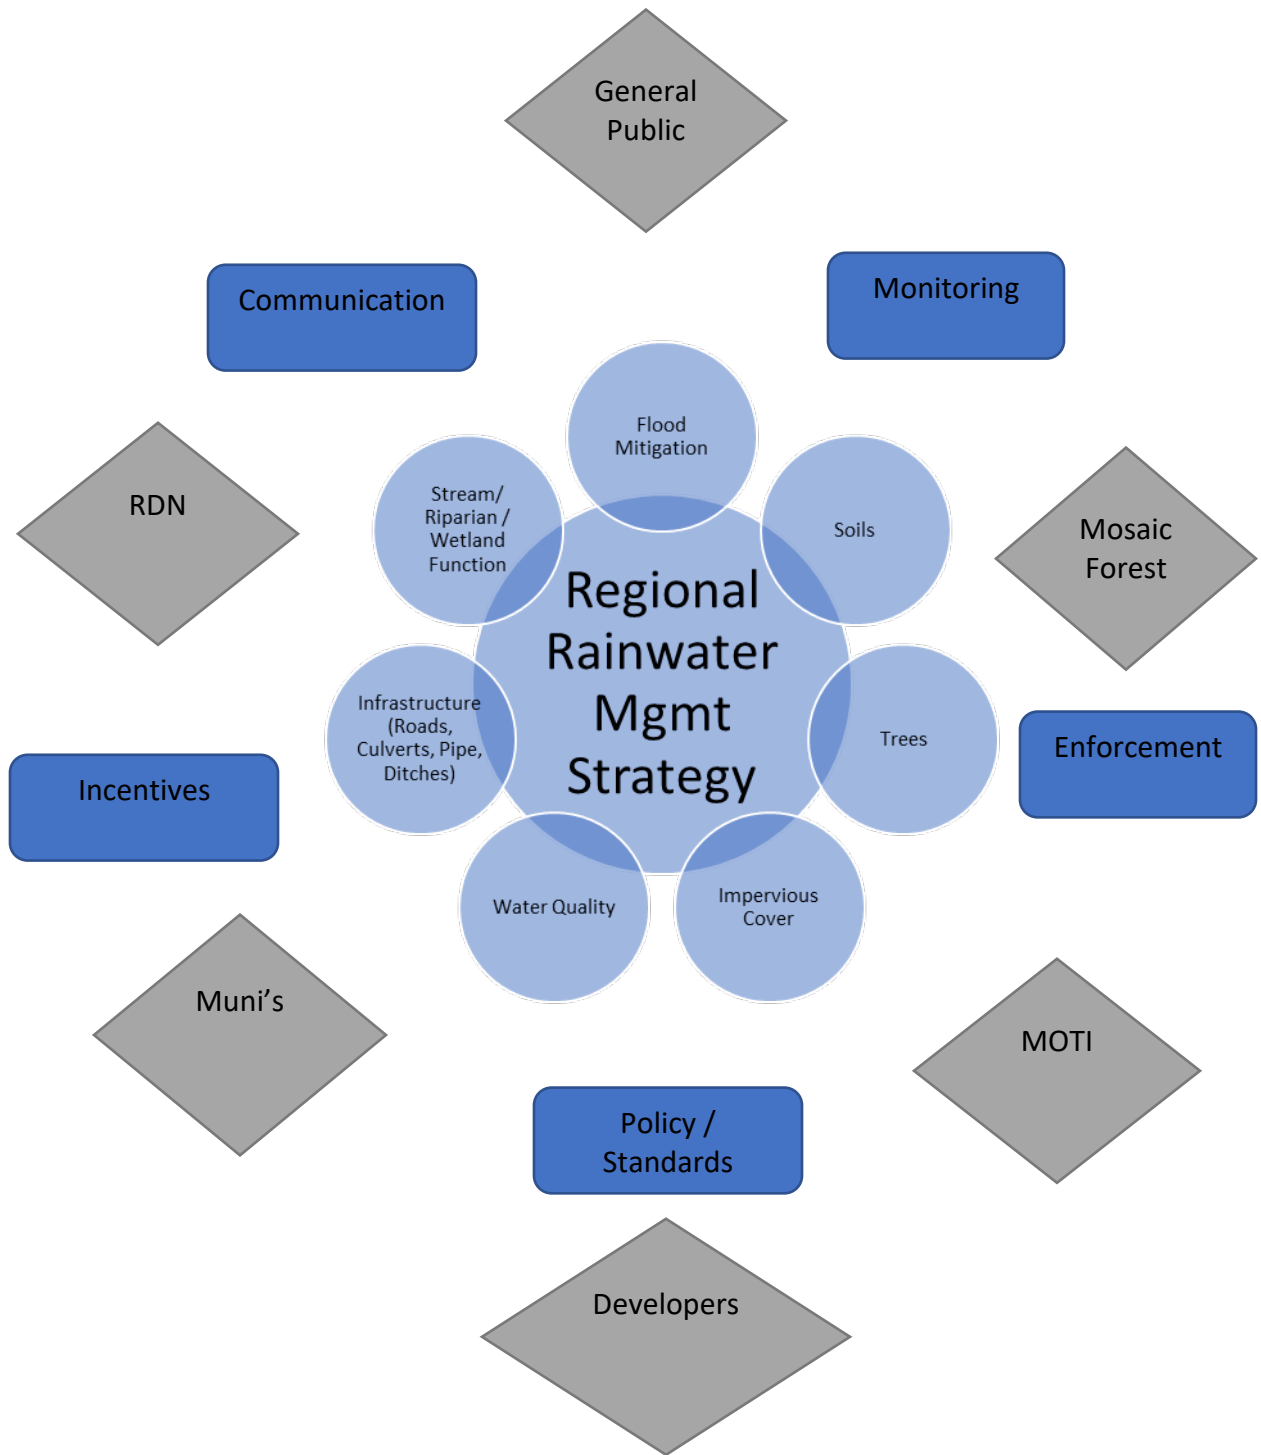 General
Public
Communication
Monitoring
Flood
Mitigation
Stream/
Riparian /
Wetland
Function
Soils
RDN
Mosaic
Forest
Regional
Rainwater
Mgmt
Strategy
Infrastructure
(Roads,
Culverts, Pipe,
Ditches)
Trees
Enforcement
Incentives
Water Quality
Impervious
Cover
Muni's
MOTI
Policy /
Standards
Developers